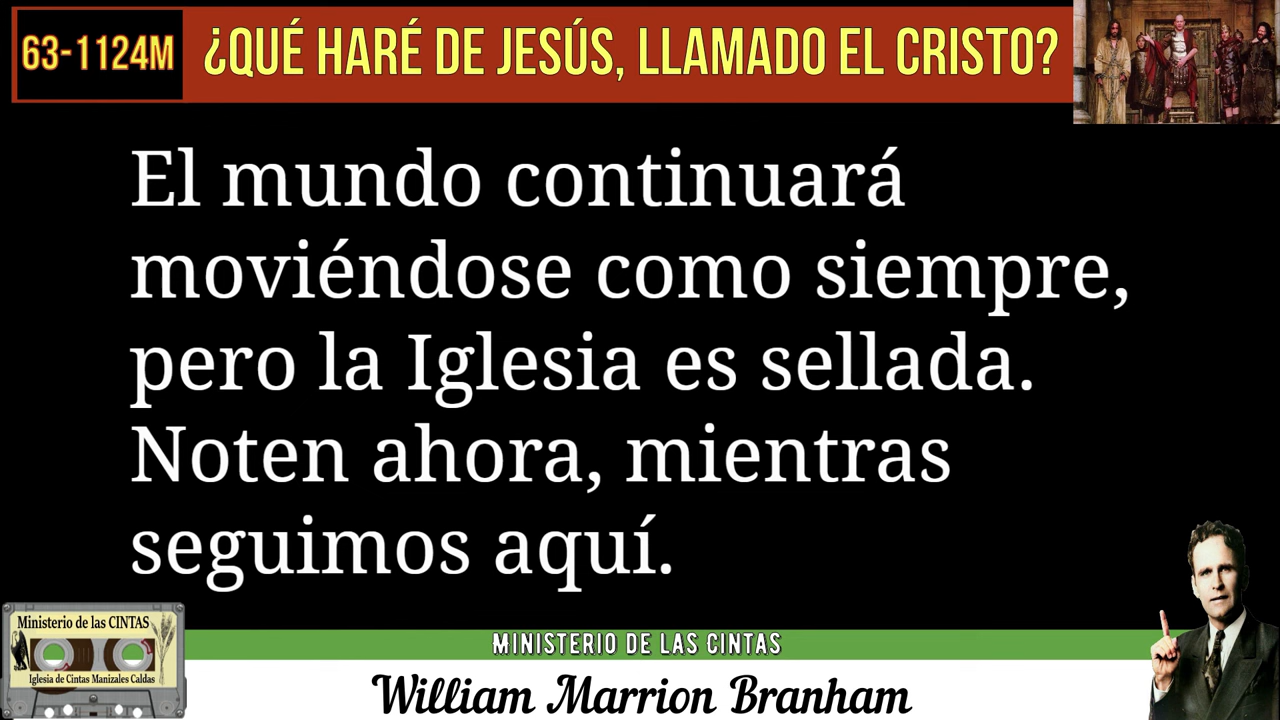 63-1124M
¿QUÉ HARÉ DE JESÚS, LLAMADO EL CRISTO?
El mundo continuará
moviéndose como siempre,
pero la Iglesia es sellada.
Noten ahora, mientras
seguimos aquí.
Ministerio de las CINTAS
Iglesia de Cintas Manizales Caldas
MINISTERIO DE LAS CINTAS
William Marrion Branham